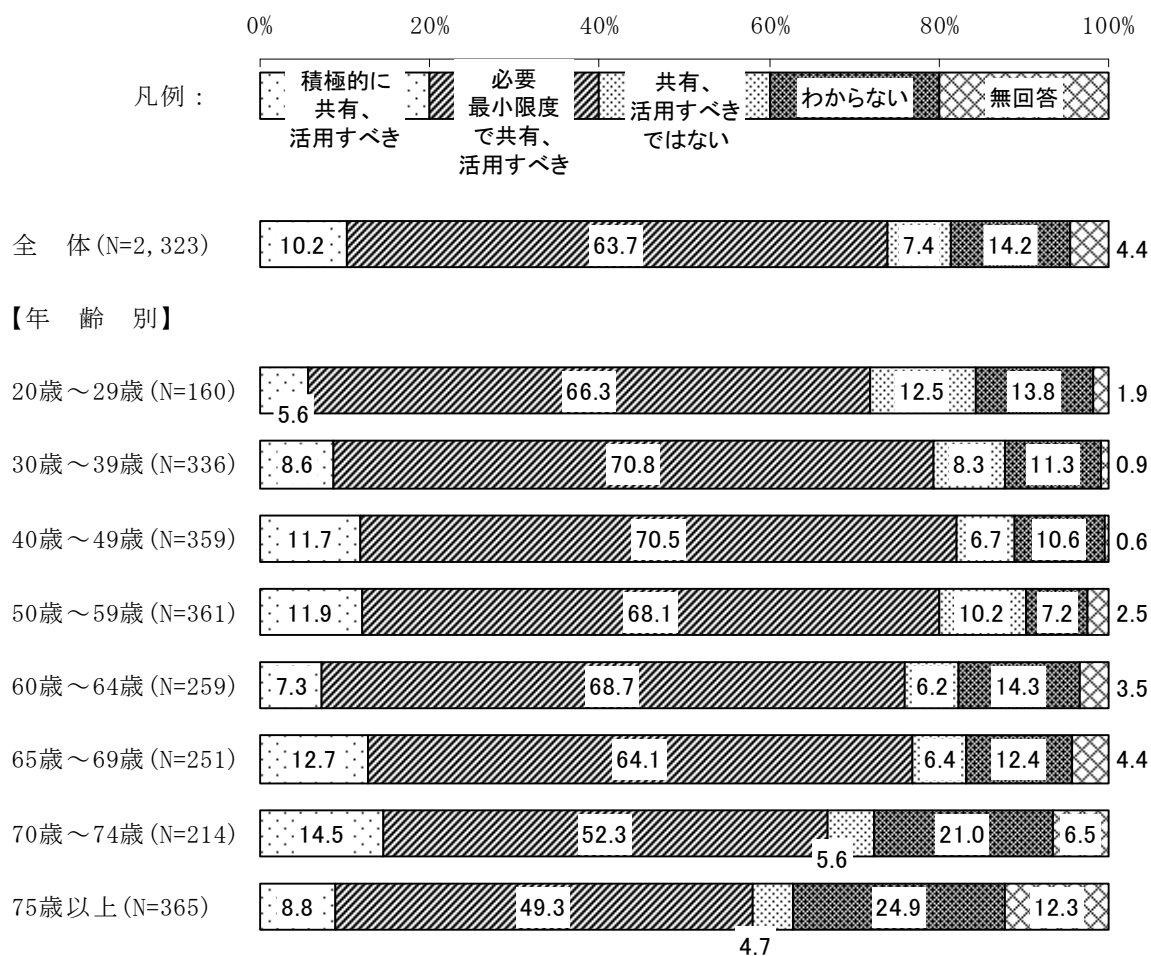 0% 20% 40% 60% 80% 100%
凡例：
積極的に
共有、
活用すべき
必要
最小限度
で共有、
活用すべき
共有、
活用すべき
ではない
わからない
無回答
全　体(N=2,323) 10.2 63.7 7.4 14.2 4.4
【年　齢　別】
20歳～29歳(N=160) 5.6 66.3 12.5 13.8 1.9
30歳～39歳(N=336) 8.6 70.8 8.3 11.3 0.9
40歳～49歳(N=359) 11.7 70.5 6.7 10.6 0.6
50歳～59歳(N=361) 11.9 68.1 10.2 7.2 2.5
60歳～64歳(N=259) 7.3 68.7 6.2 14.3 3.5
65歳～69歳(N=251) 12.7 64.1 6.4 12.4 4.4
70歳～74歳(N=214) 14.5 52.3 5.6 21.0 6.5
75歳以上(N=365) 8.8 49.3 4.7 24.9 12.3